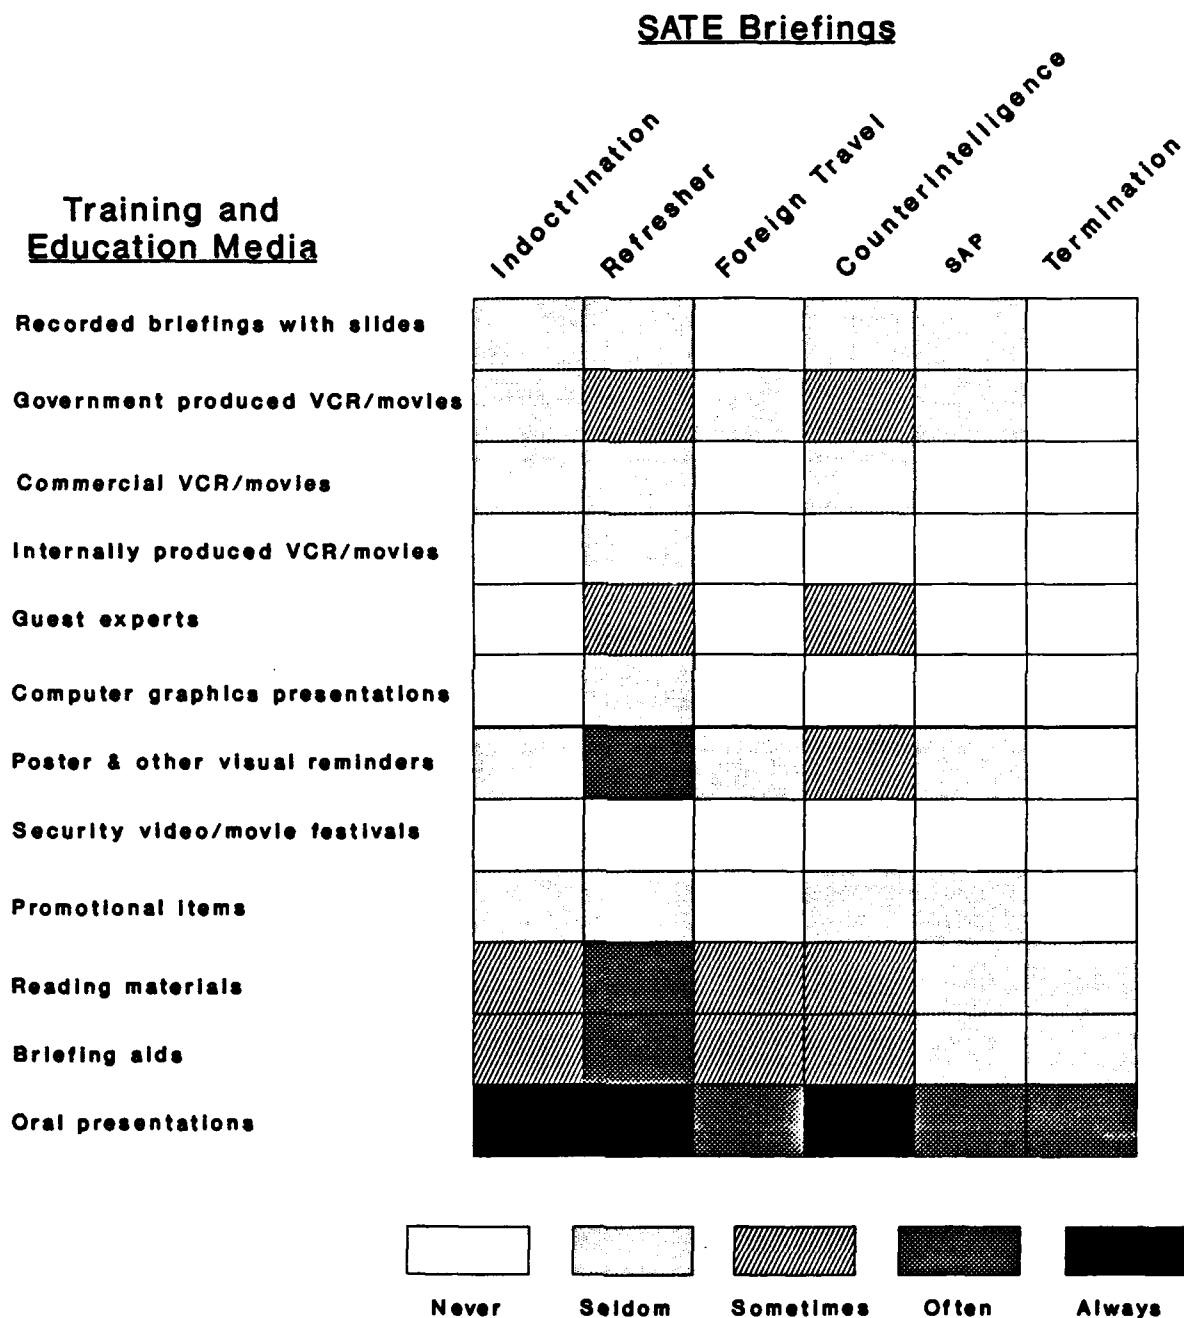 SATE Briefings
Indoctrination
Refresher
Foreign Travel
Counterintelligence
SAP
Termination
Training and
Education Media
Recorded briefings with slides
Government produced VCR/movies
Commercial VCR/movies
Internally produced VCR/movies
Guest experts
Computer graphics presentations
Poster & other visual reminders
Security video/movie festivals
Promotional items
Reading materials
Briefing aids
Oral presentations
Never
Seldom
Sometimes
Often
Always